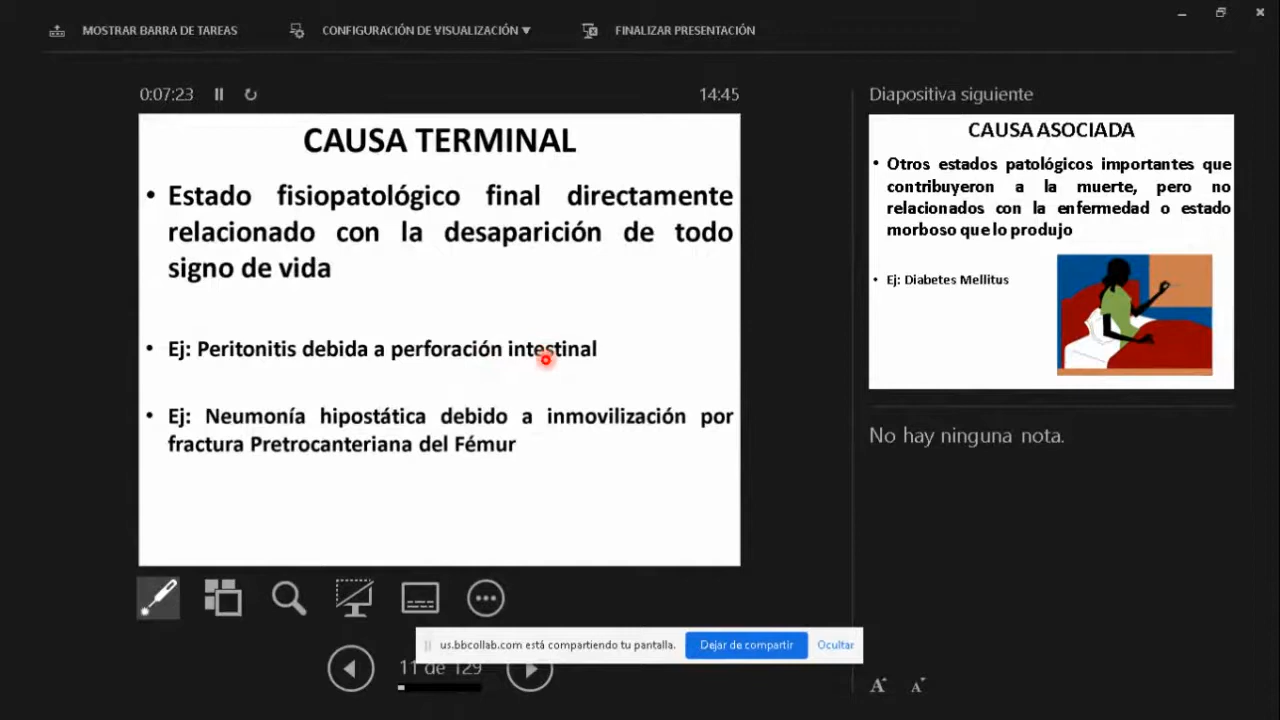 MOSTRAR BARRA DE TAREAS
CONFIGURACIÓN DE VISUALIZACIÓN
FINALIZAR PRESENTACIÓN
0:07:23
14:45
CAUSA TERMINAL
• Estado fisiopatológico final directamente
relacionado con la desaparición de todo
signo de vida
• Ej: Peritonitis debida a perforación intestinal
• Ej: Neumonía hipostática debido a inmovilización por
fractura Pretrocanteriana del Fémur
Diapositiva siguiente
CAUSA ASOCIADA
• Otros estados patológicos importantes que
contribuyeron a la muerte, pero no
relacionados con la enfermedad o estado
morboso que lo produjo
• Ej: Diabetes Mellitus
No hay ninguna nota.
us.bbcollab.com está compartiendo tu pantalla.
Dejar de compartir
Ocultar
11 de 129
A A